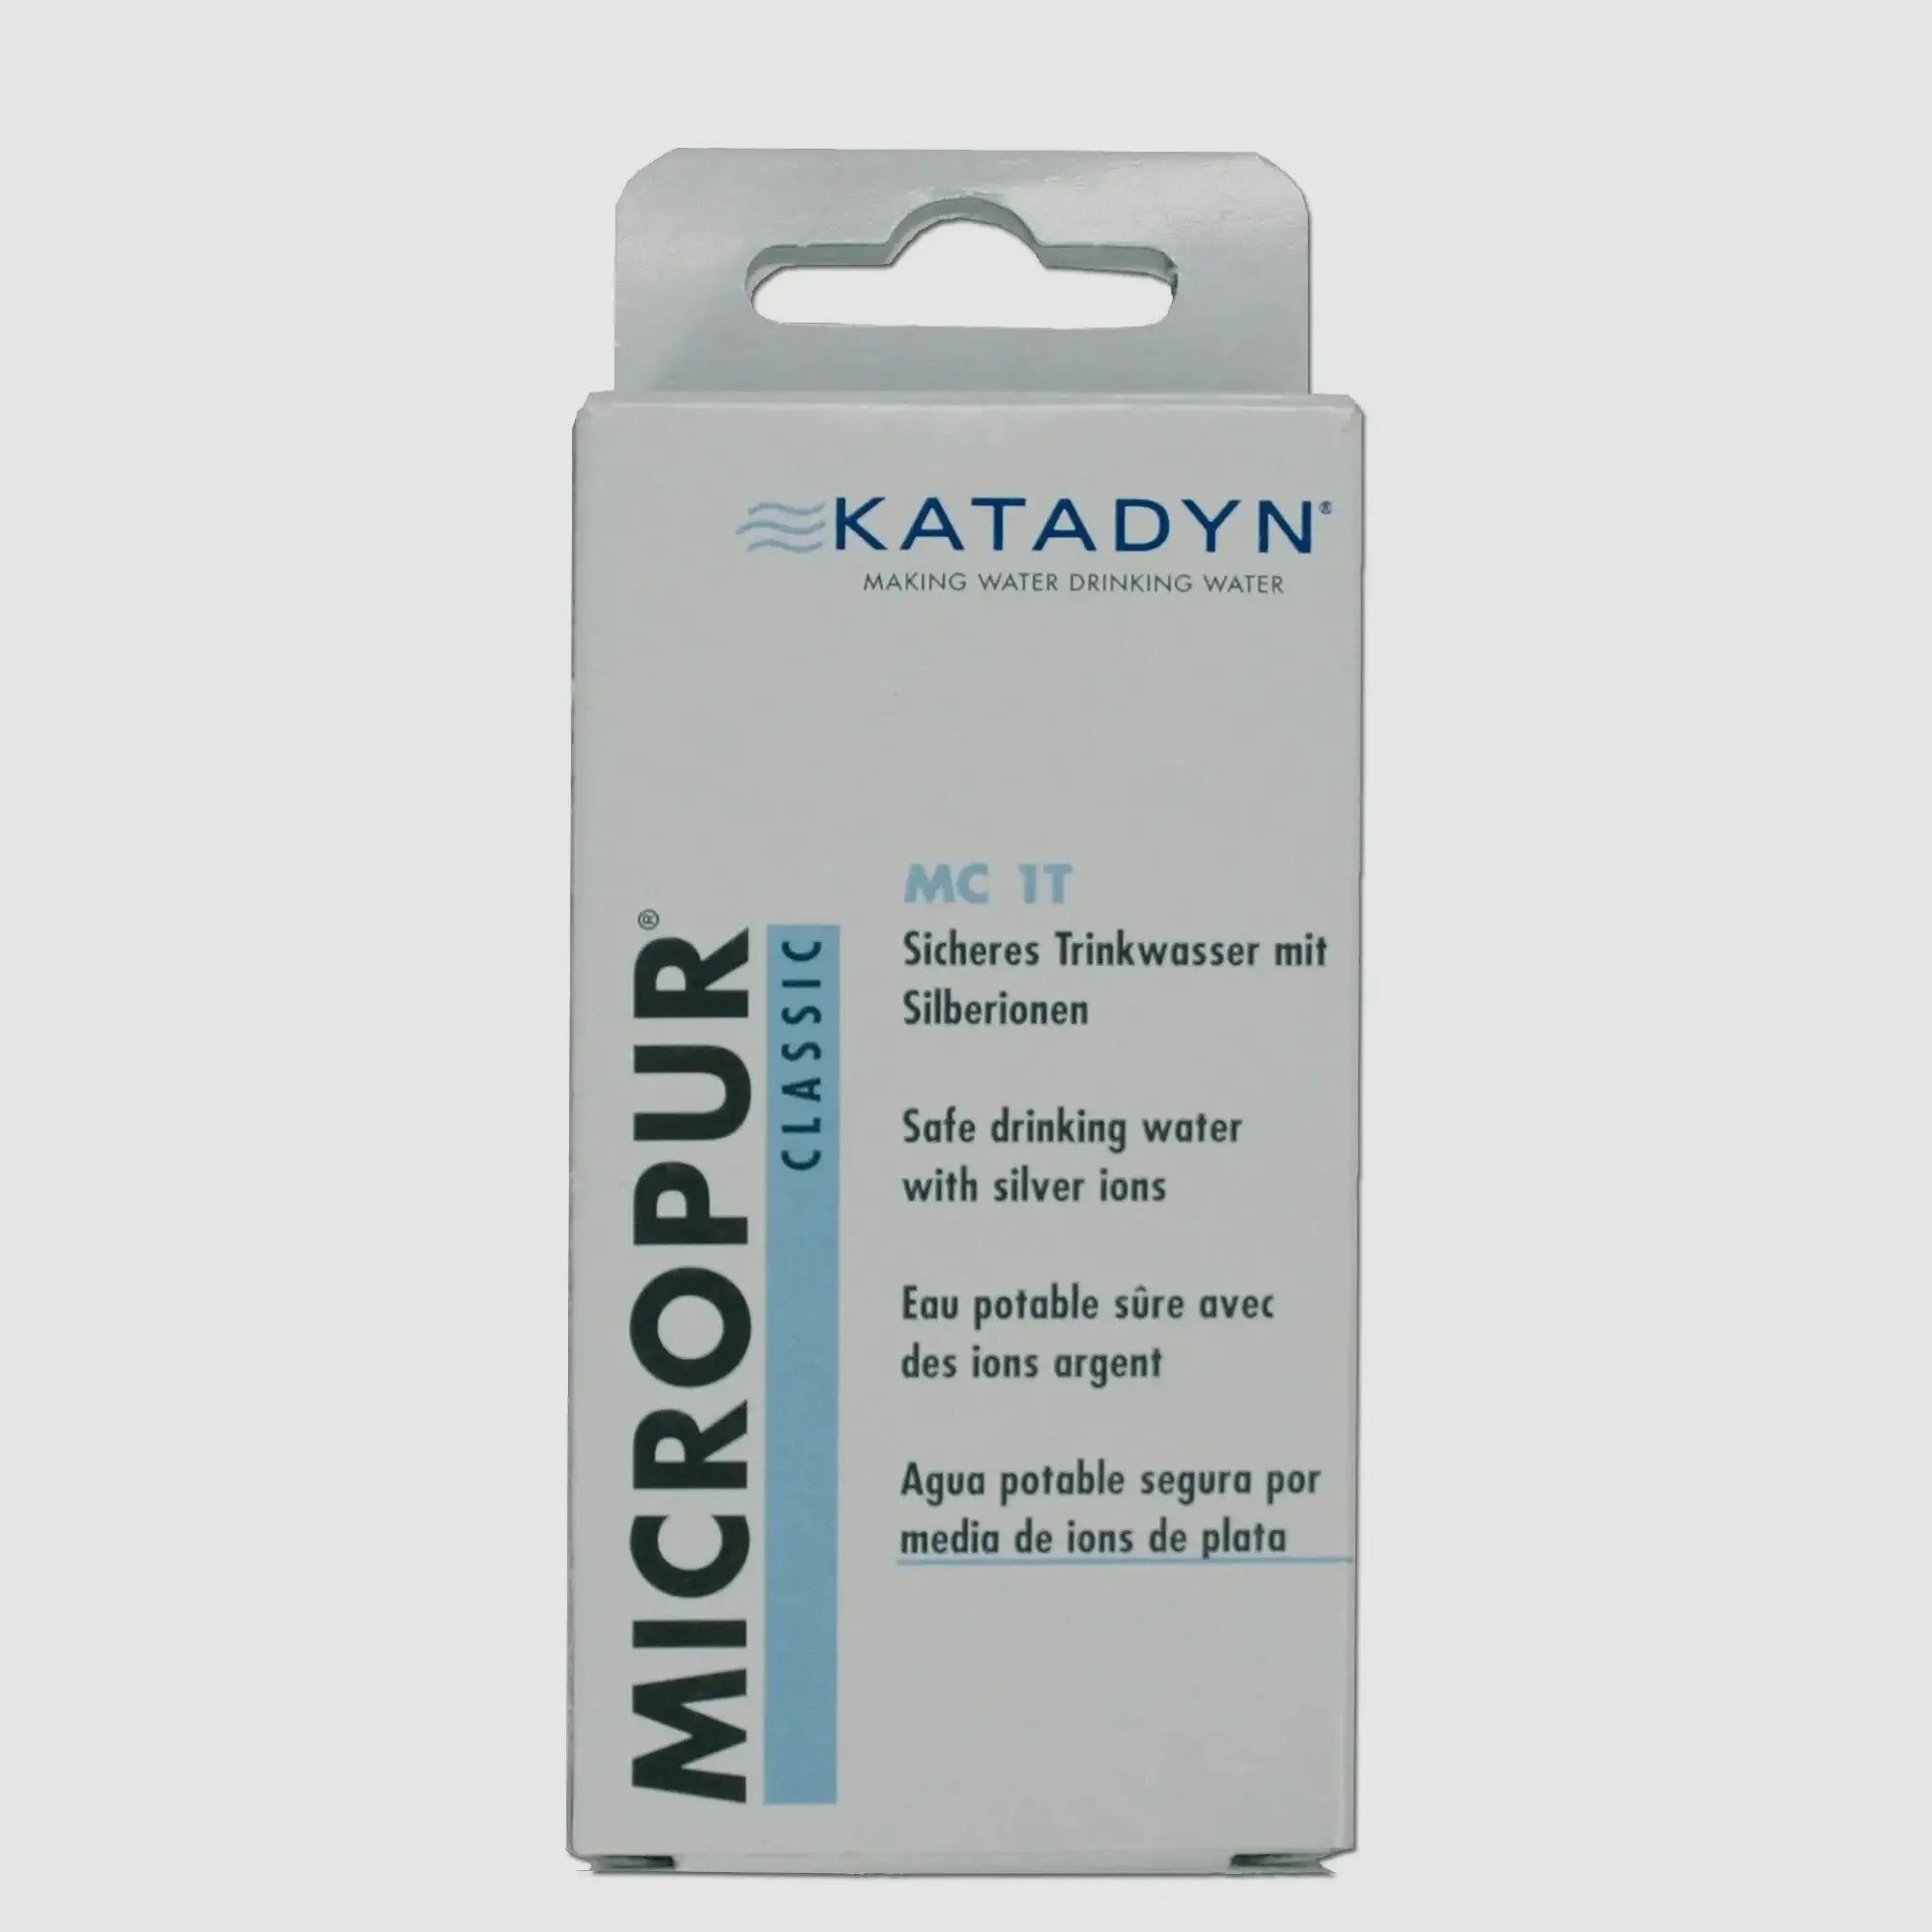 KATADYN®
MAKING WATER DRINKING WATER
MICROPUR®
CLASSIC
MC 1T
Sicheres Trinkwasser mit
Silberionen
Safe drinking water
with silver ions
Eau potable sûre avec
des ions argent
Agua potable segura por
media de ions de plata